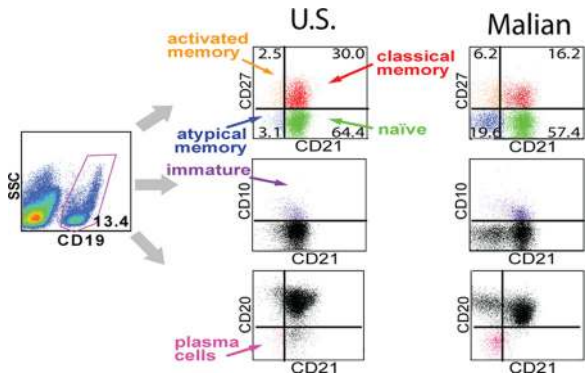 U.S.
Malian
activated memory
2.5
30.0
classical memory
6.2
16.2
CD27
CD27
atypical memory
3.1
64.4
naïve
19.6
57.4
CD21
CD21
SSC
13.4
CD19
immature
CD10
CD10
CD21
CD21
CD20
CD20
plasma cells
CD21
CD21